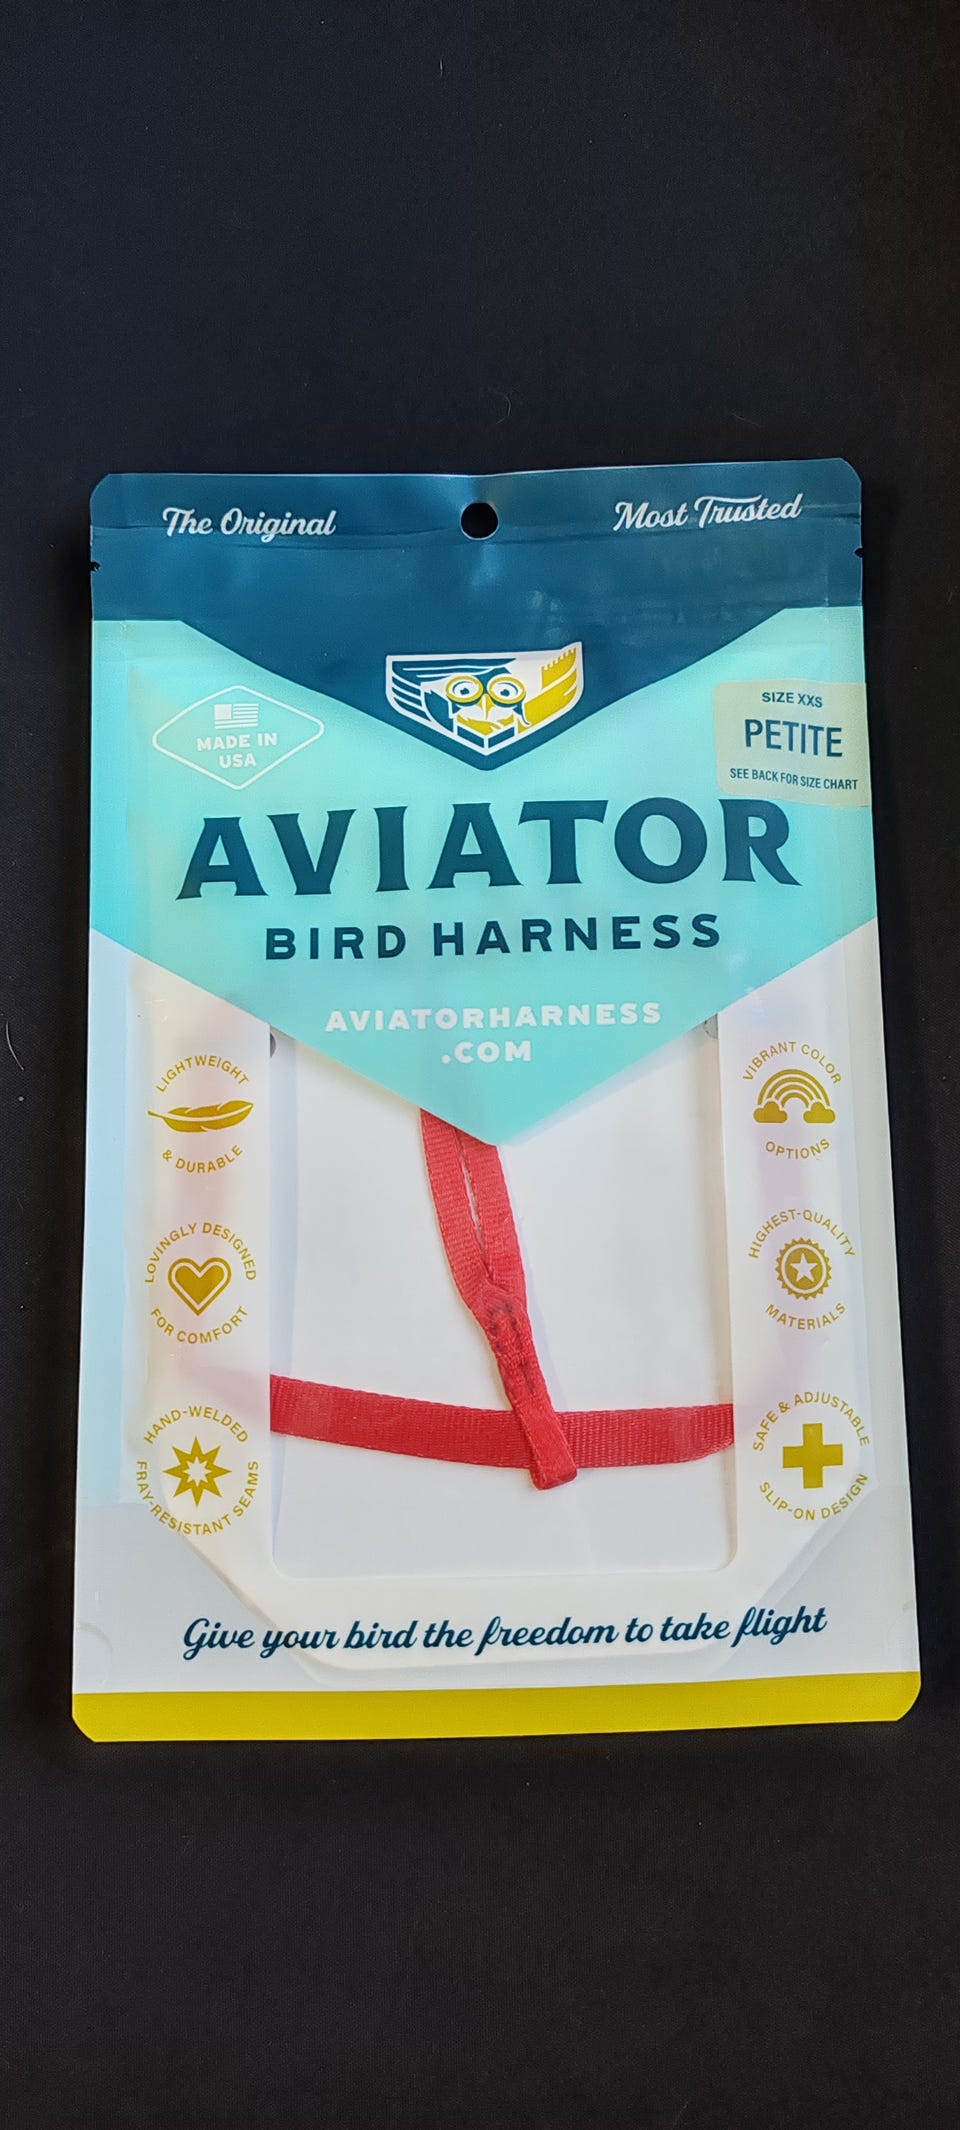 The Original
Most Trusted
MADE IN
USA
SIZE XXS
PETITE
SEE BACK FOR SIZE CHART
AVIATOR
BIRD HARNESS
AVIATORHARNESS
.COM
LIGHTWEIGHT
& DURABLE
VIBRANT COLOR
OPTIONS
LOVINGLY DESIGNED
FOR COMFORT
HIGHEST-QUALITY
MATERIALS
HAND-WELDED
FRAY-RESISTANT SEAMS
SAFE & ADJUSTABLE
SLIP-ON DESIGN
Give your bird the freedom to take flight